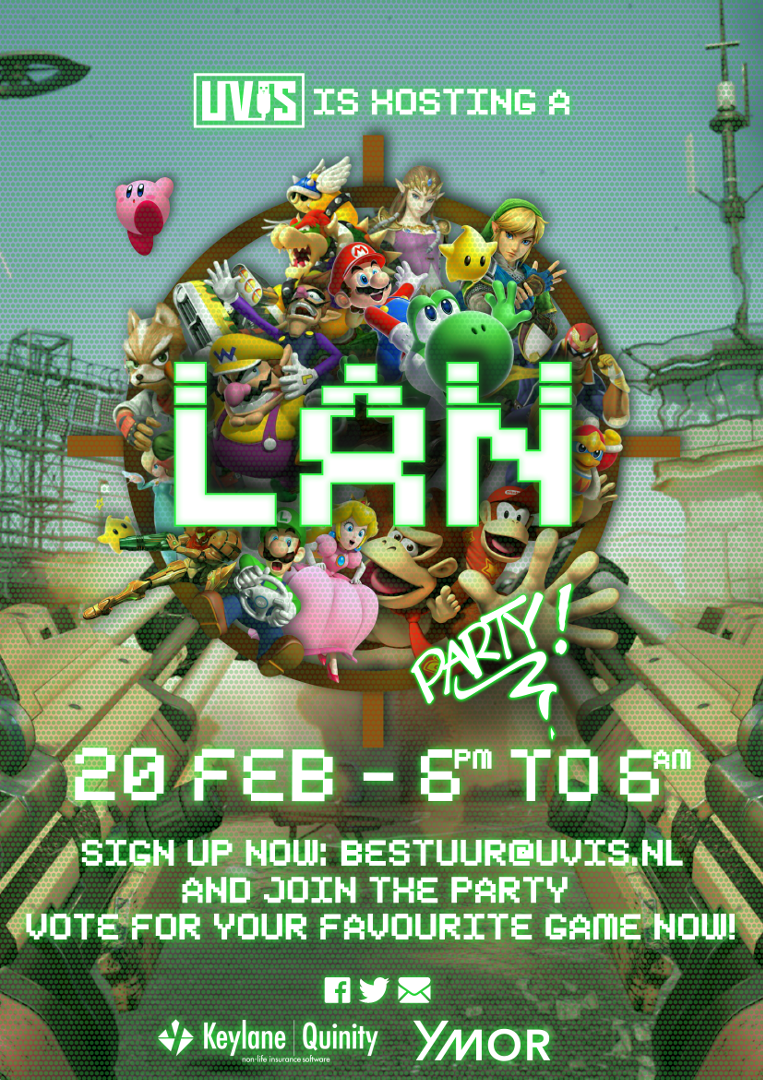 UVIS IS HOSTING A
LAN
PARTY!
20 FEB - 6PM TO 6AM
SIGN UP NOW: BESTUUR@UVIS.NL
AND JOIN THE PARTY
VOTE FOR YOUR FAVOURITE GAME NOW!
Keylane | Quinity YMOR
non-life insurance software